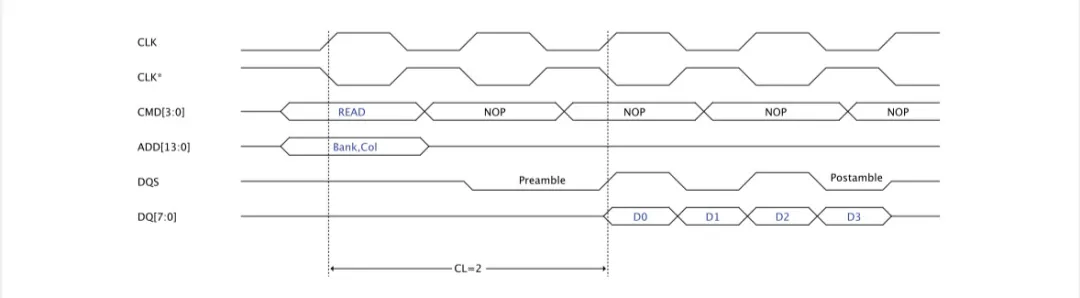 CLK
CLK*
CMD[3:0] READ NOP NOP NOP NOP
ADD[13:0] Bank,Col
DQS Preamble Postamble
DQ[7:0] D0 D1 D2 D3
CL=2